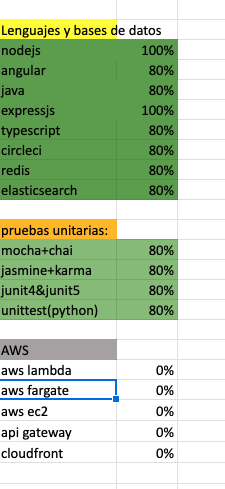 Lenguajes y bases de datos
nodejs 100%
angular 80%
java 80%
expressjs 100%
typescript 80%
circleci 80%
redis 80%
elasticsearch 80%
pruebas unitarias:
mocha+chai 80%
jasmine+karma 80%
junit4&junit5 80%
unittest(python) 80%
AWS
aws lambda 0%
aws fargate 0%
aws ec2 0%
api gateway 0%
cloudfront 0%